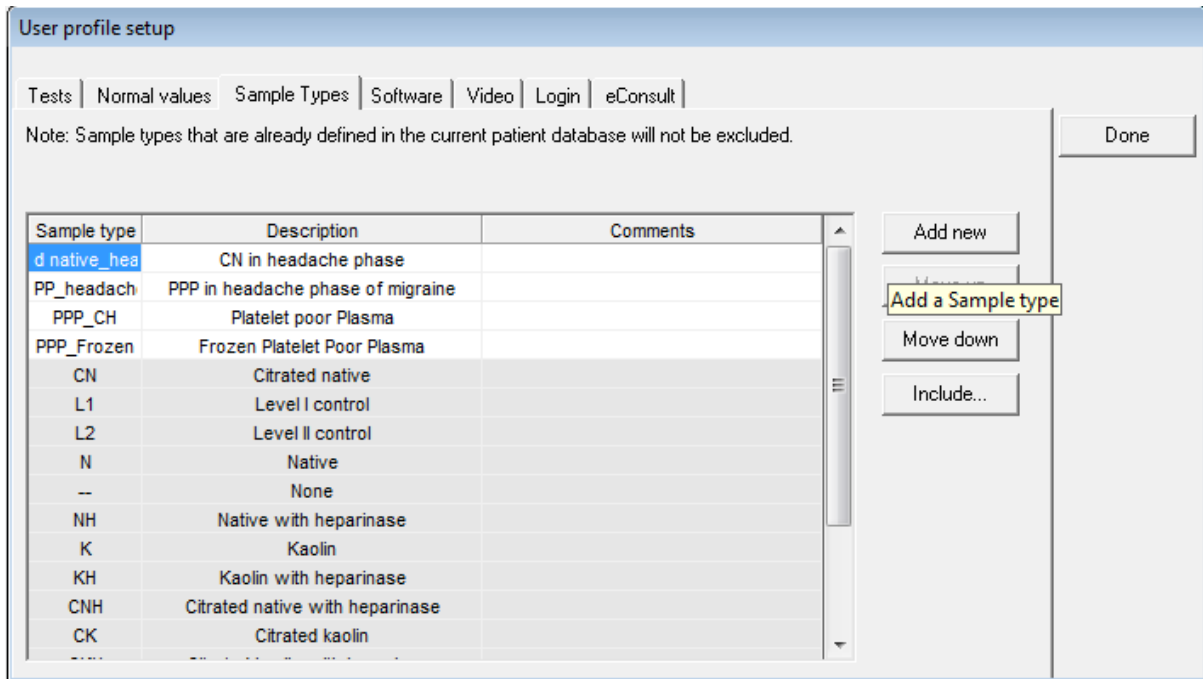 User profile setup
Tests Normal values Sample Types Software Video Login eConsult
Note: Sample types that are already defined in the current patient database will not be excluded.
Done
Sample type Description Comments
d native_hea CN in headache phase
PP_headach PPP in headache phase of migraine
PPP_CH Platelet poor Plasma
PPP_Frozen Frozen Platelet Poor Plasma
CN Citrated native
L1 Level I control
L2 Level II control
N Native
-- None
NH Native with heparinase
K Kaolin
KH Kaolin with heparinase
CNH Citrated native with heparinase
CK Citrated kaolin
Add new
Add a Sample type
Move down
Include...